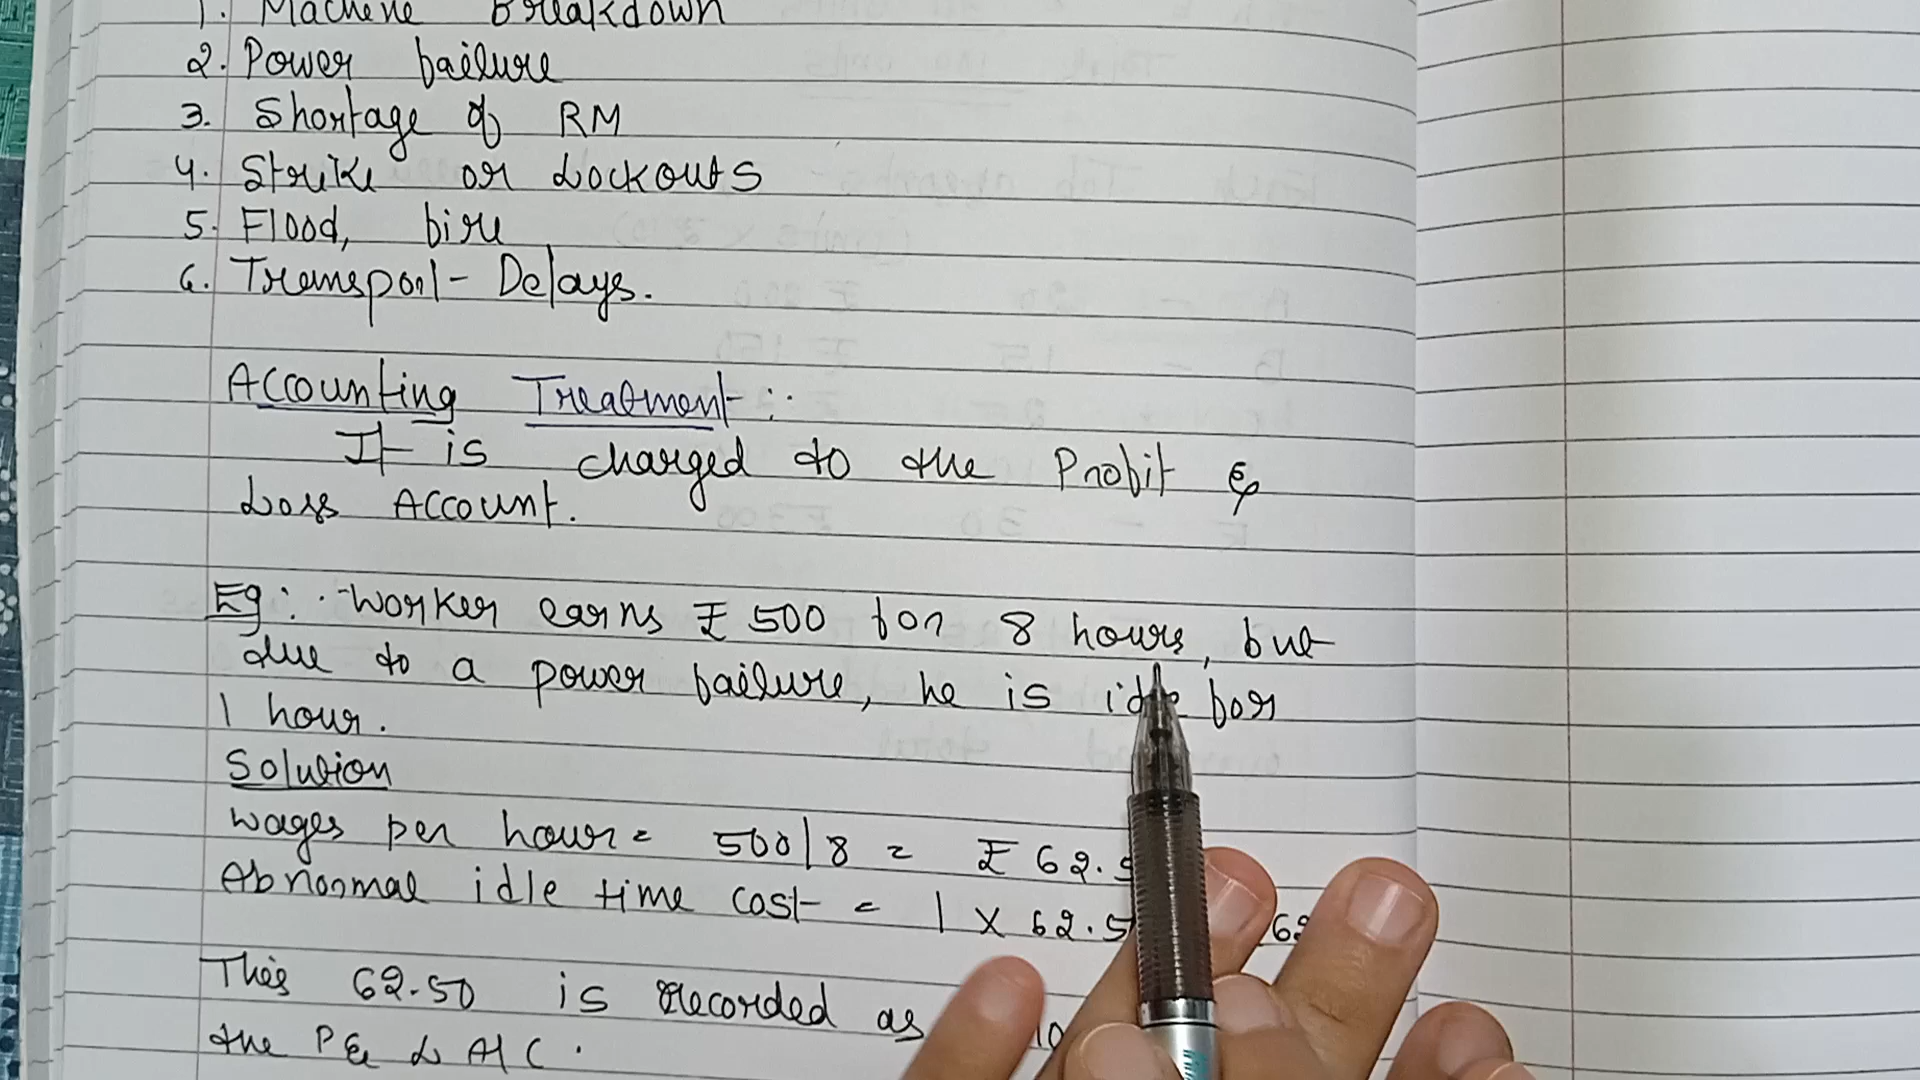 1. Machine Breakdown
2. Power failure
3. Shortage of RM
4. Strike or Lockouts
5. Flood, fire
6. Transport Delays.
Accounting Treatment :-
It is charged to the Profit &
Loss Account.
Eg:- Worker earns ₹ 500 for 8 hours, but
due to a power failure, he is idle for
1 hour.
Solution
Wages per hour = 500/8 = ₹ 62.5
Abnormal idle time cost = 1 X 62.5
This 62.50 is recorded as
the P & L A/C.